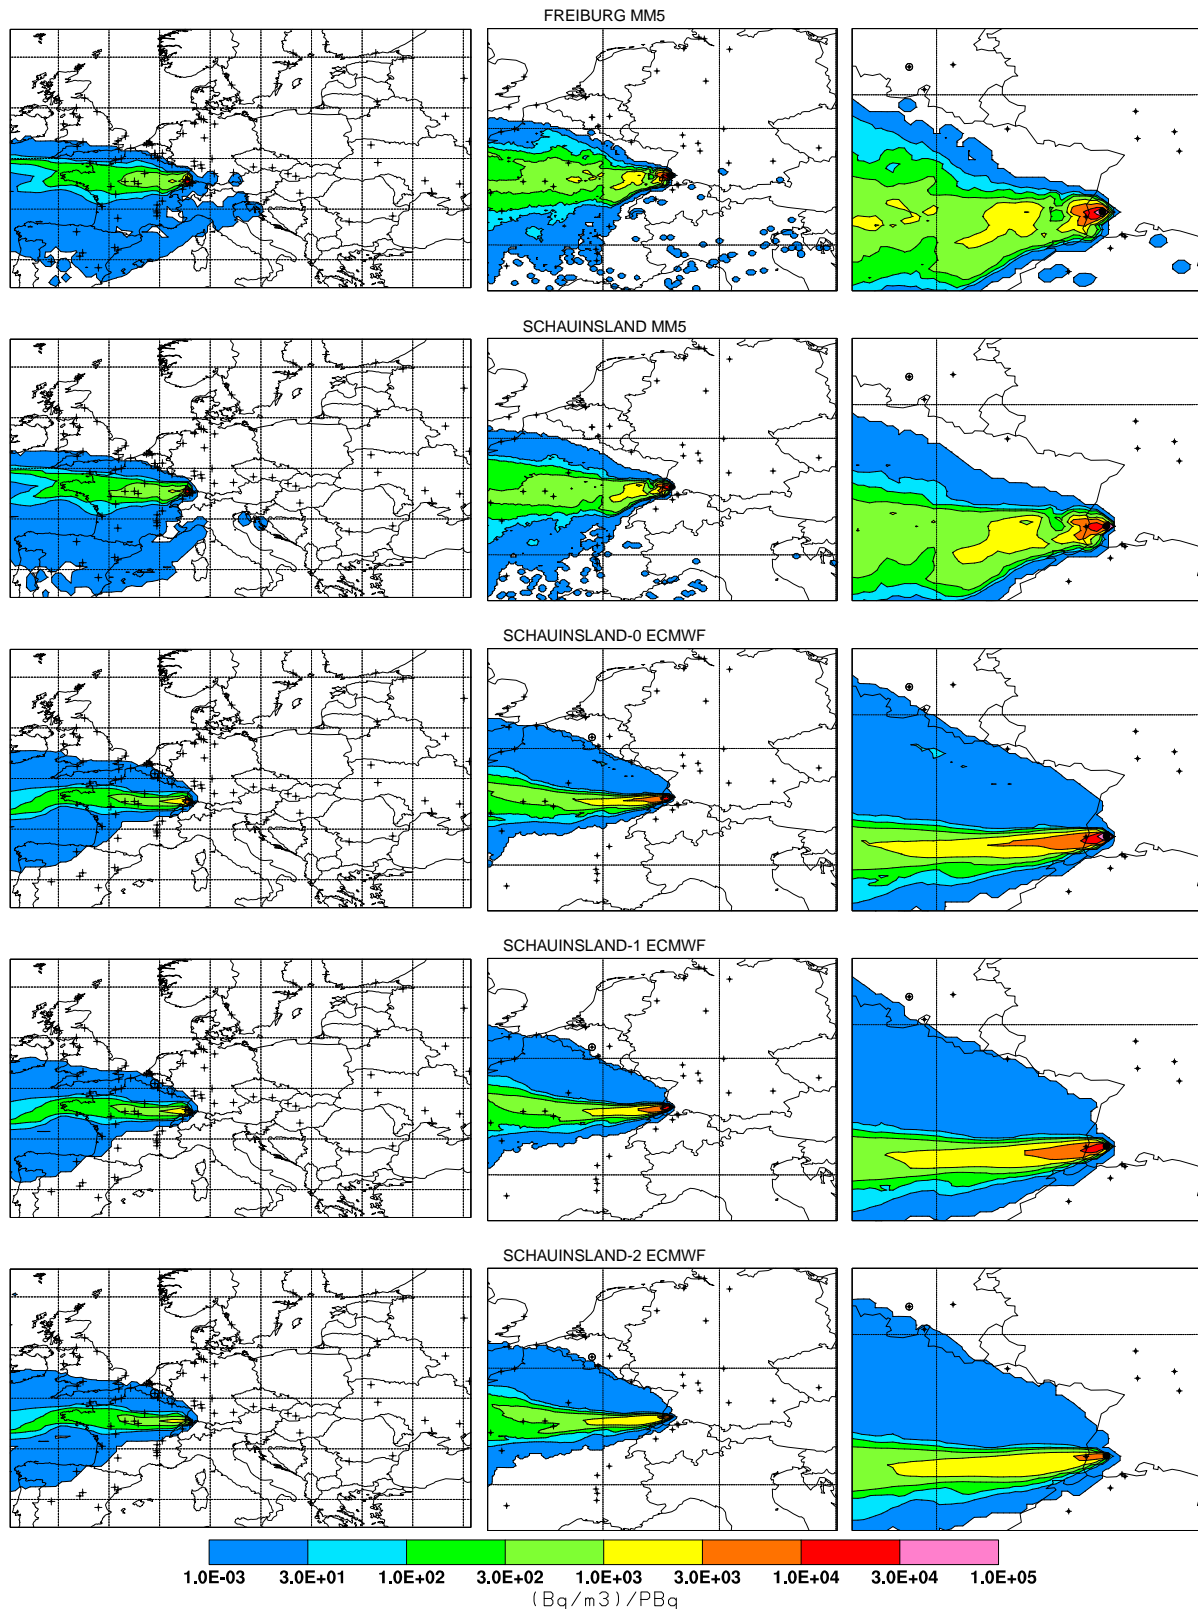 FREIBURG MM5
SCHAUINSLAND MM5
SCHAUINSLAND-0 ECMWF
SCHAUINSLAND-1 ECMWF
SCHAUINSLAND-2 ECMWF
1.0E-03 3.0E+01 1.0E+02 3.0E+02 1.0E+03 3.0E+03 1.0E+04 3.0E+04 1.0E+05
(Bq/m3)/PBq